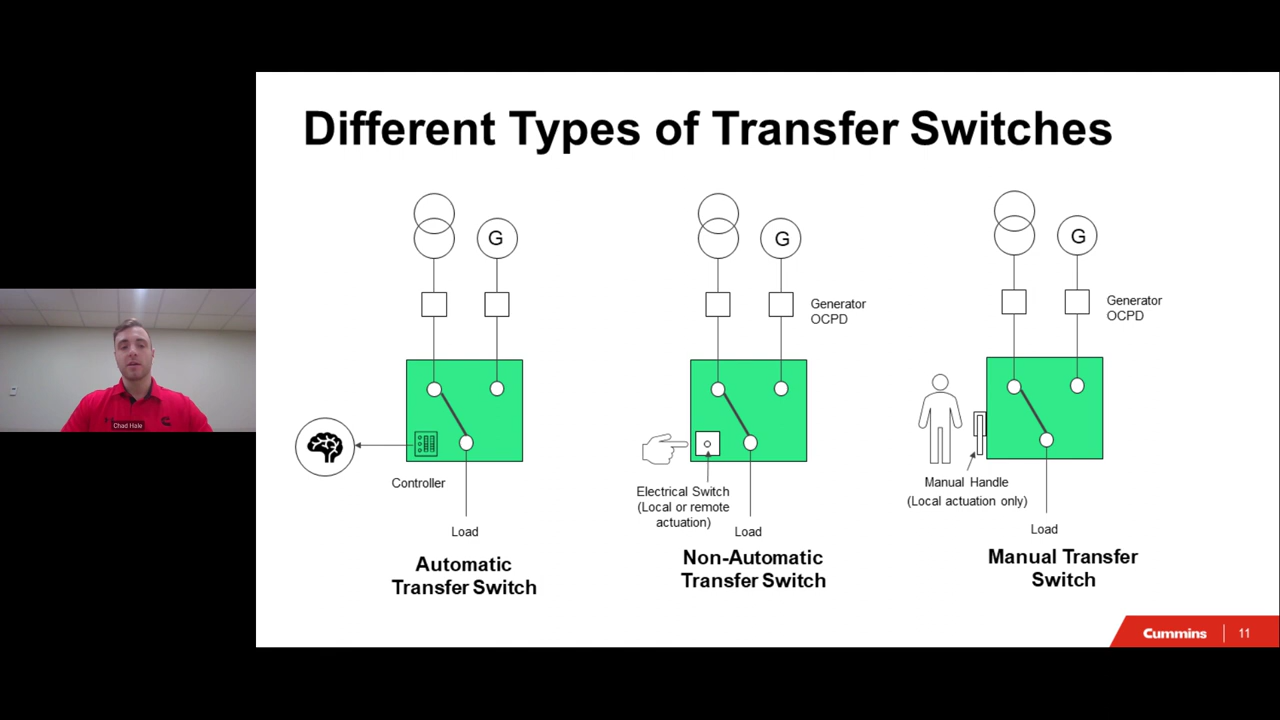 Different Types of Transfer Switches
G
G
G
Generator
OCPD
Generator
OCPD
Controller
Electrical Switch
(Local or remote
actuation)
Manual Handle
(Local actuation only)
Load
Load
Load
Automatic
Transfer Switch
Non-Automatic
Transfer Switch
Manual Transfer
Switch
Chad Hale
Cummins
11